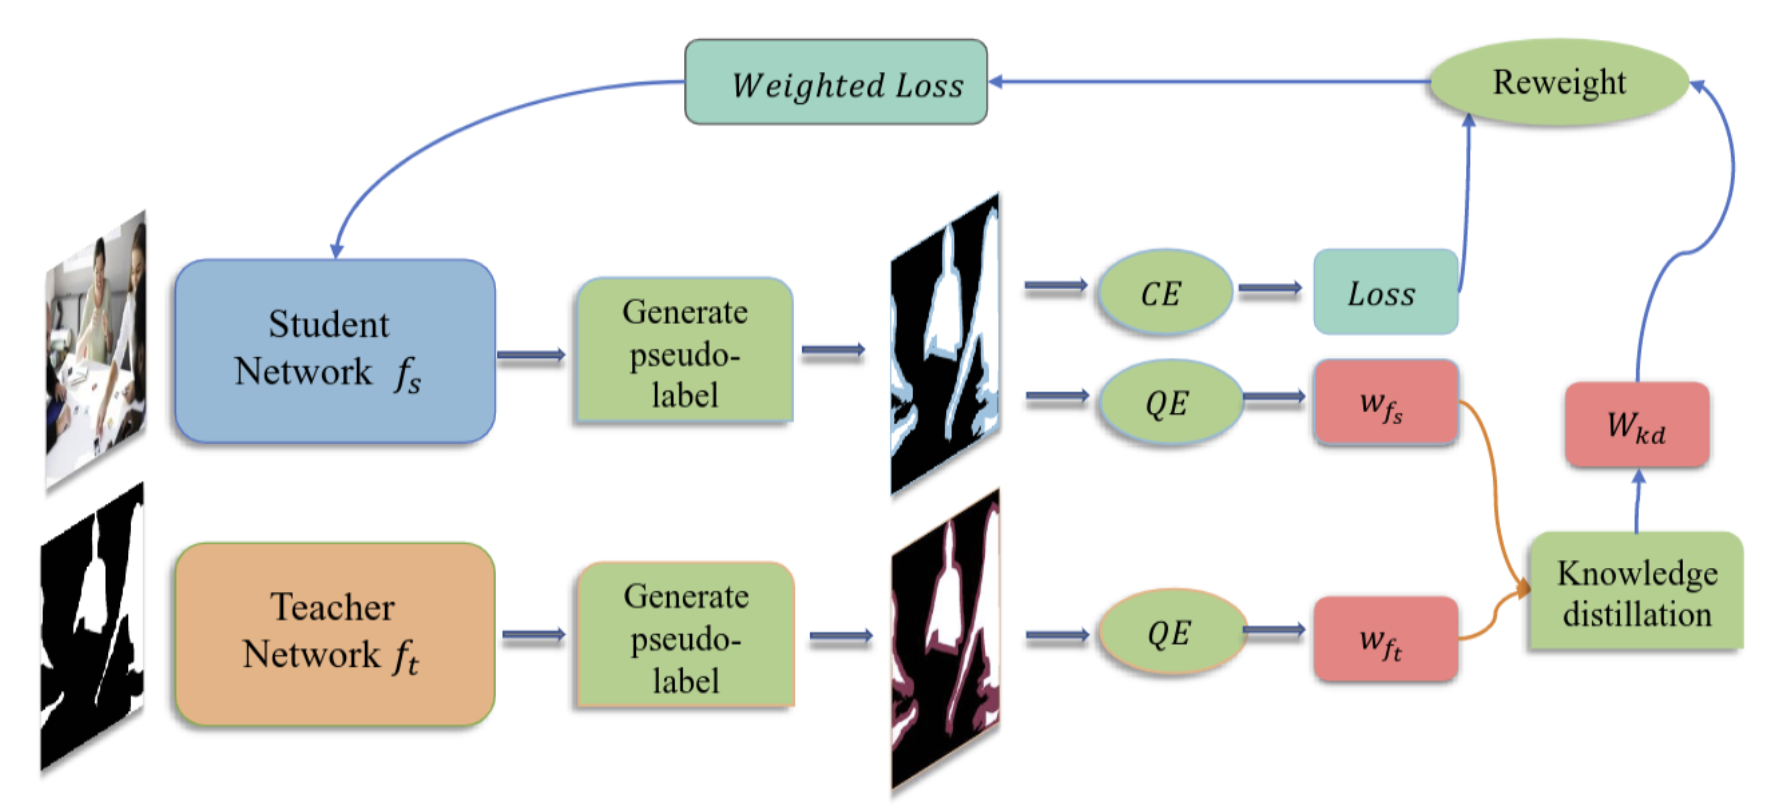 Weighted Loss
Reweight
Student
Network f_s
Generate
pseudo-
label
CE
Loss
QE
w_{f_s}
W_{kd}
Teacher
Network f_t
Generate
pseudo-
label
QE
w_{f_t}
Knowledge
distillation